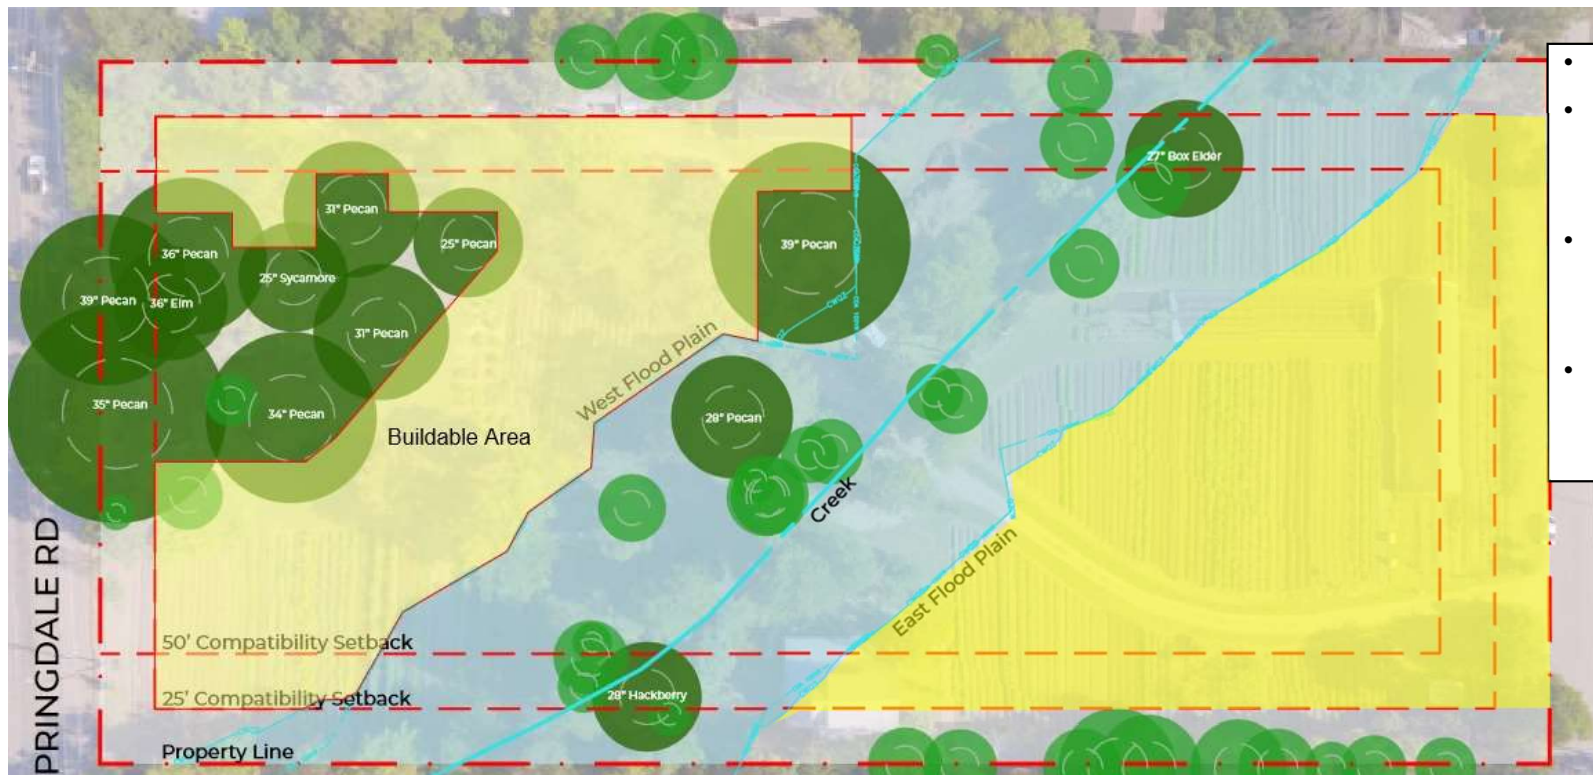 27" Box Elder
31" Pecan
25" Pecan
39" Pecan
36" Pecan
25" Sycamore
39" Pecan
36" Elm
31" Pecan
West Flood Plain
35" Pecan
34" Pecan
28" Pecan
Buildable Area
Creek
East Flood Plain
50' Compatibility Setback
28" Hackberry
25' Compatibility Setback
Property Line
PRINGDALE RD